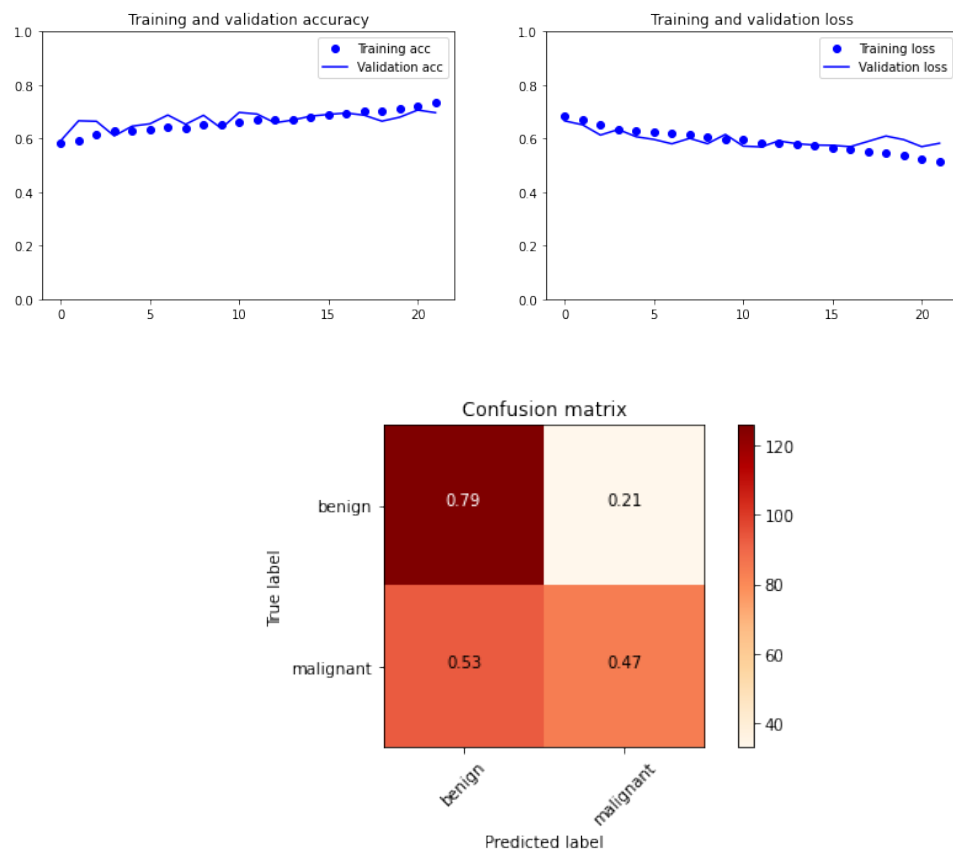 Training and validation accuracy
1.0
0.8
0.6
0.4
0.2
0.0
0 5 10 15 20
Training acc
Validation acc
Training and validation loss
1.0
0.8
0.6
0.4
0.2
0.0
0 5 10 15 20
Training loss
Validation loss
Confusion matrix
True label
benign
0.79 0.21
malignant
0.53 0.47
benign malignant
Predicted label
120
100
80
60
40